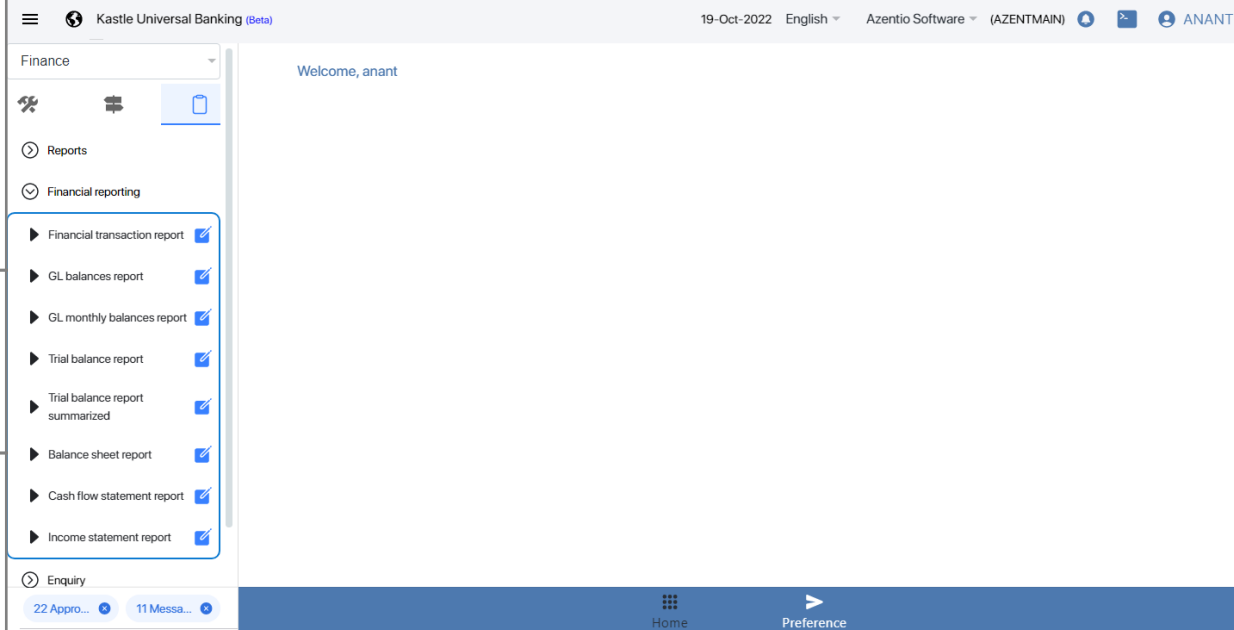 Kastle Universal Banking (Beta)
19-Oct-2022 English Azentio Software (AZENTMAIN) ANANT
Finance
Welcome, anant
Reports
Financial reporting
Financial transaction report
GL balances report
GL monthly balances report
Trial balance report
Trial balance report
summarized
Balance sheet report
Cash flow statement report
Income statement report
Enquiry
22 Appro... 11 Messa...
Home
Preference